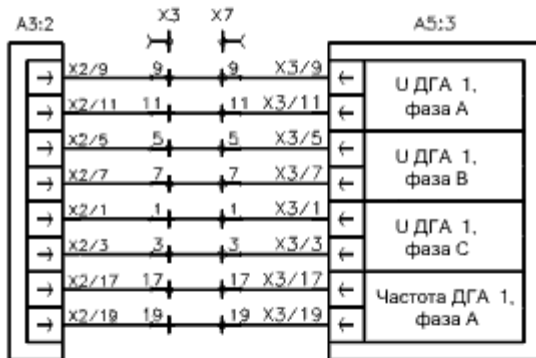 A3:2 X3 X7 A5:3
X2/9 9 9 X3/9
U ДГА 1,
фаза A
X2/11 11 11 X3/11
X2/5 5 5 X3/5
U ДГА 1,
фаза B
X2/7 7 7 X3/7
X2/1 1 1 X3/1
U ДГА 1,
фаза C
X2/3 3 3 X3/3
X2/17 17 17 X3/17
Частота ДГА 1,
фаза A
X2/19 19 19 X3/19